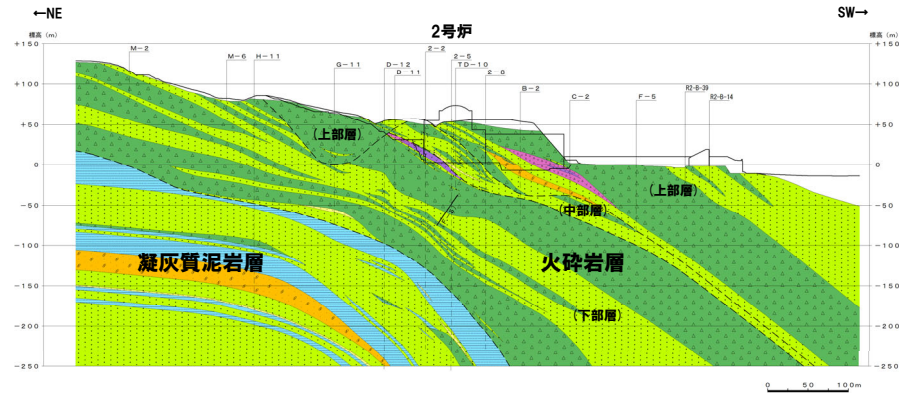 ←NE
SW→
2号炉
標高(m)
標高(m)
M-2
M-6
H-11
G-11
D-12
D-11
2-2
2-5
TD-10
B-2
C-2
F-5
R2-B-39
R2-B-14
+150
+150
+100
+100
+50
+50
0
0
-50
-50
-100
-100
-150
-150
-200
-200
-250
-250
(上部層)
(上部層)
(中部層)
凝灰質泥岩層
火砕岩層
(下部層)
0 50 100m